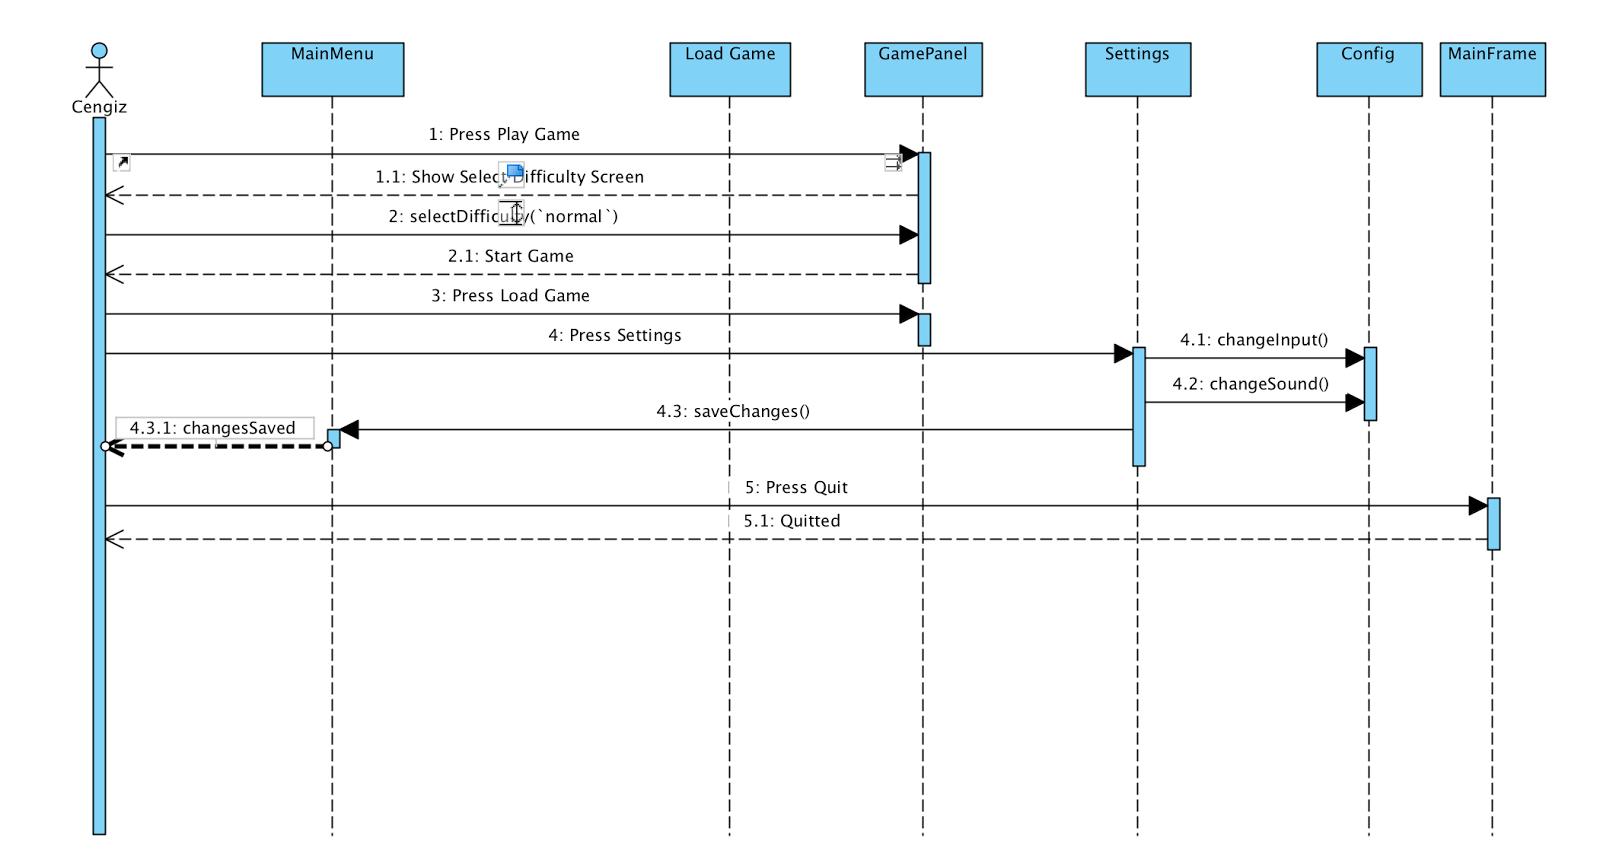 MainMenu
Load Game
GamePanel
Settings
Config
MainFrame
Cengiz
1: Press Play Game
1.1: Show Select Difficulty Screen
2: selectDifficulty(`normal`)
2.1: Start Game
3: Press Load Game
4: Press Settings
4.1: changeInput()
4.2: changeSound()
4.3: saveChanges()
4.3.1: changesSaved
5: Press Quit
5.1: Quitted